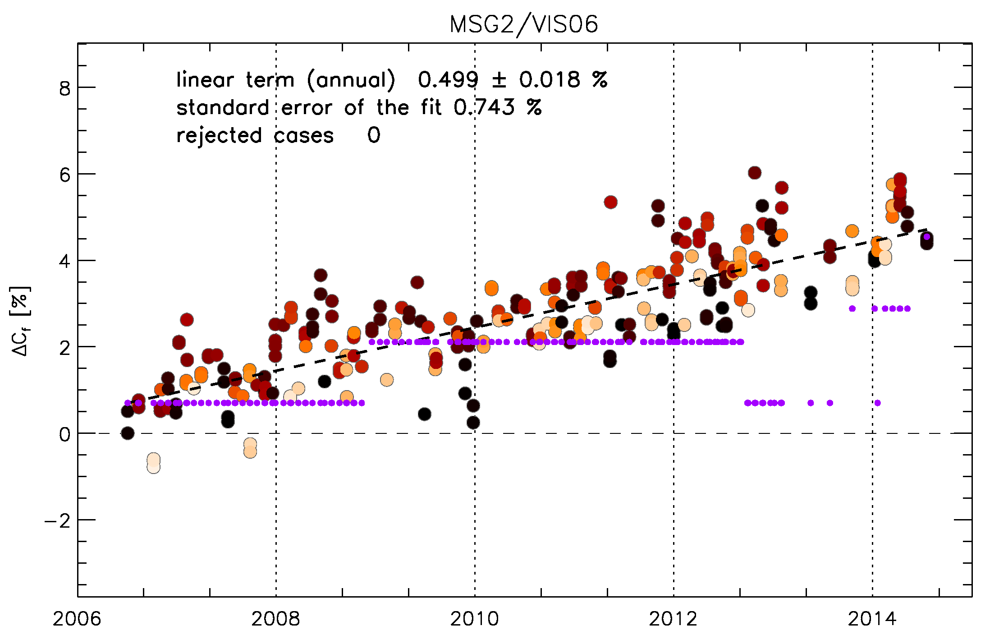 MSG2/VIS06
linear term (annual) 0.499 ± 0.018 %
standard error of the fit 0.743 %
rejected cases 0
8
6
4
2
0
−2
ΔCf [%]
2006 2008 2010 2012 2014